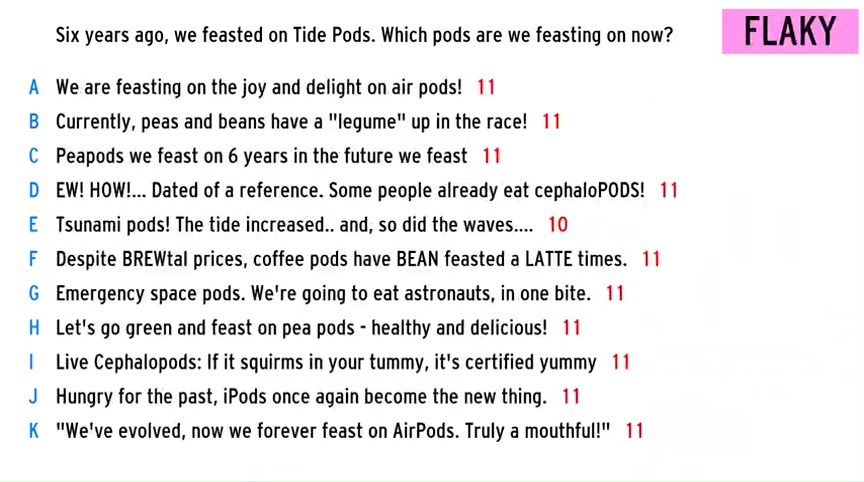 Six years ago, we feasted on Tide Pods. Which pods are we feasting on now?
FLAKY
A We are feasting on the joy and delight on air pods! 11
B Currently, peas and beans have a "legume" up in the race! 11
C Peapods we feast on 6 years in the future we feast 11
D EW! HOW!... Dated of a reference. Some people already eat cephaloPODS! 11
E Tsunami pods! The tide increased.. and, so did the waves.... 10
F Despite BREWtal prices, coffee pods have BEAN feasted a LATTE times. 11
G Emergency space pods. We're going to eat astronauts, in one bite. 11
H Let's go green and feast on pea pods - healthy and delicious! 11
I Live Cephalopods: If it squirms in your tummy, it's certified yummy 11
J Hungry for the past, iPods once again become the new thing. 11
K "We've evolved, now we forever feast on AirPods. Truly a mouthful!" 11